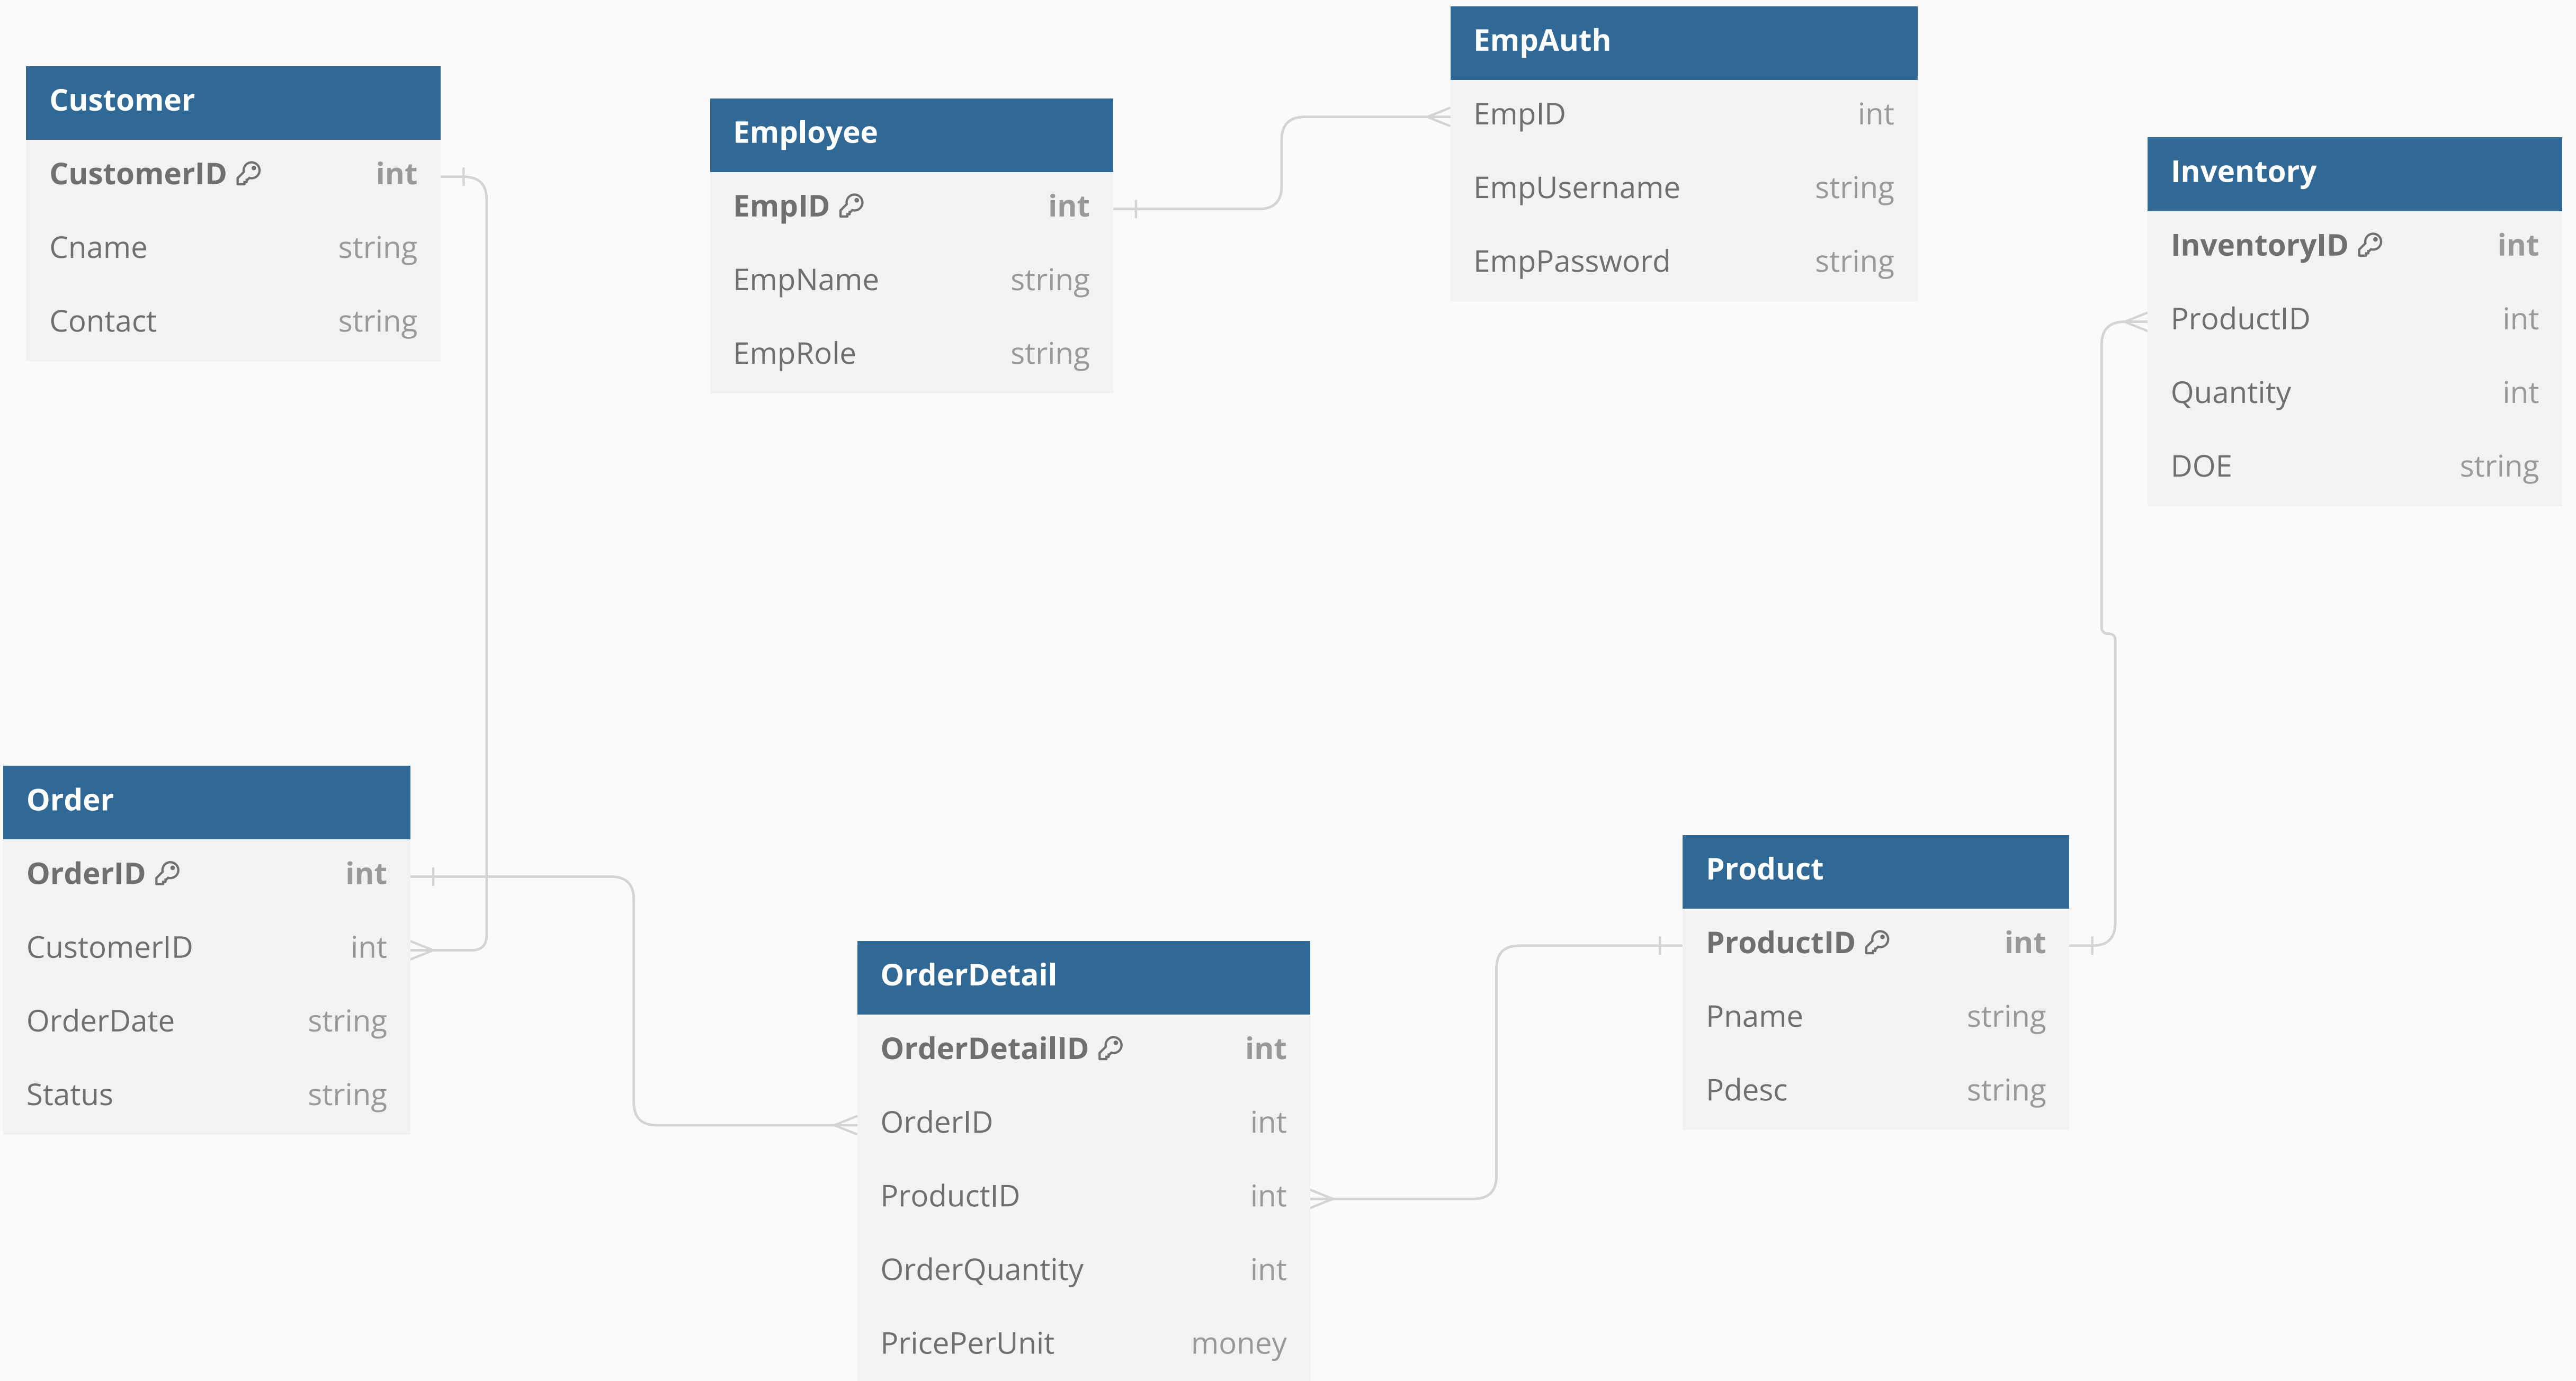 Customer
CustomerID int
Cname string
Contact string
Employee
EmpID int
EmpName string
EmpRole string
EmpAuth
EmpID int
EmpUsername string
EmpPassword string
Inventory
InventoryID int
ProductID int
Quantity int
DOE string
Order
OrderID int
CustomerID int
OrderDate string
Status string
OrderDetail
OrderDetailID int
OrderID int
ProductID int
OrderQuantity int
PricePerUnit money
Product
ProductID int
Pname string
Pdesc string